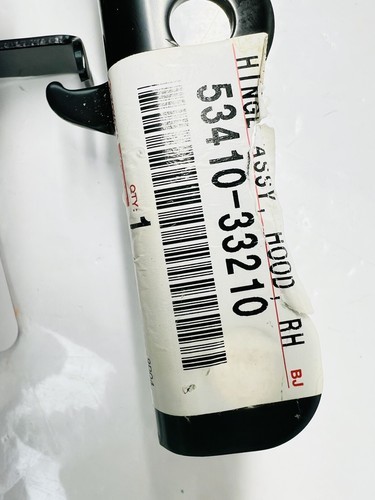 HINGE ASSY, HOOD, RH
53410-33210
BJ
QTY: 1